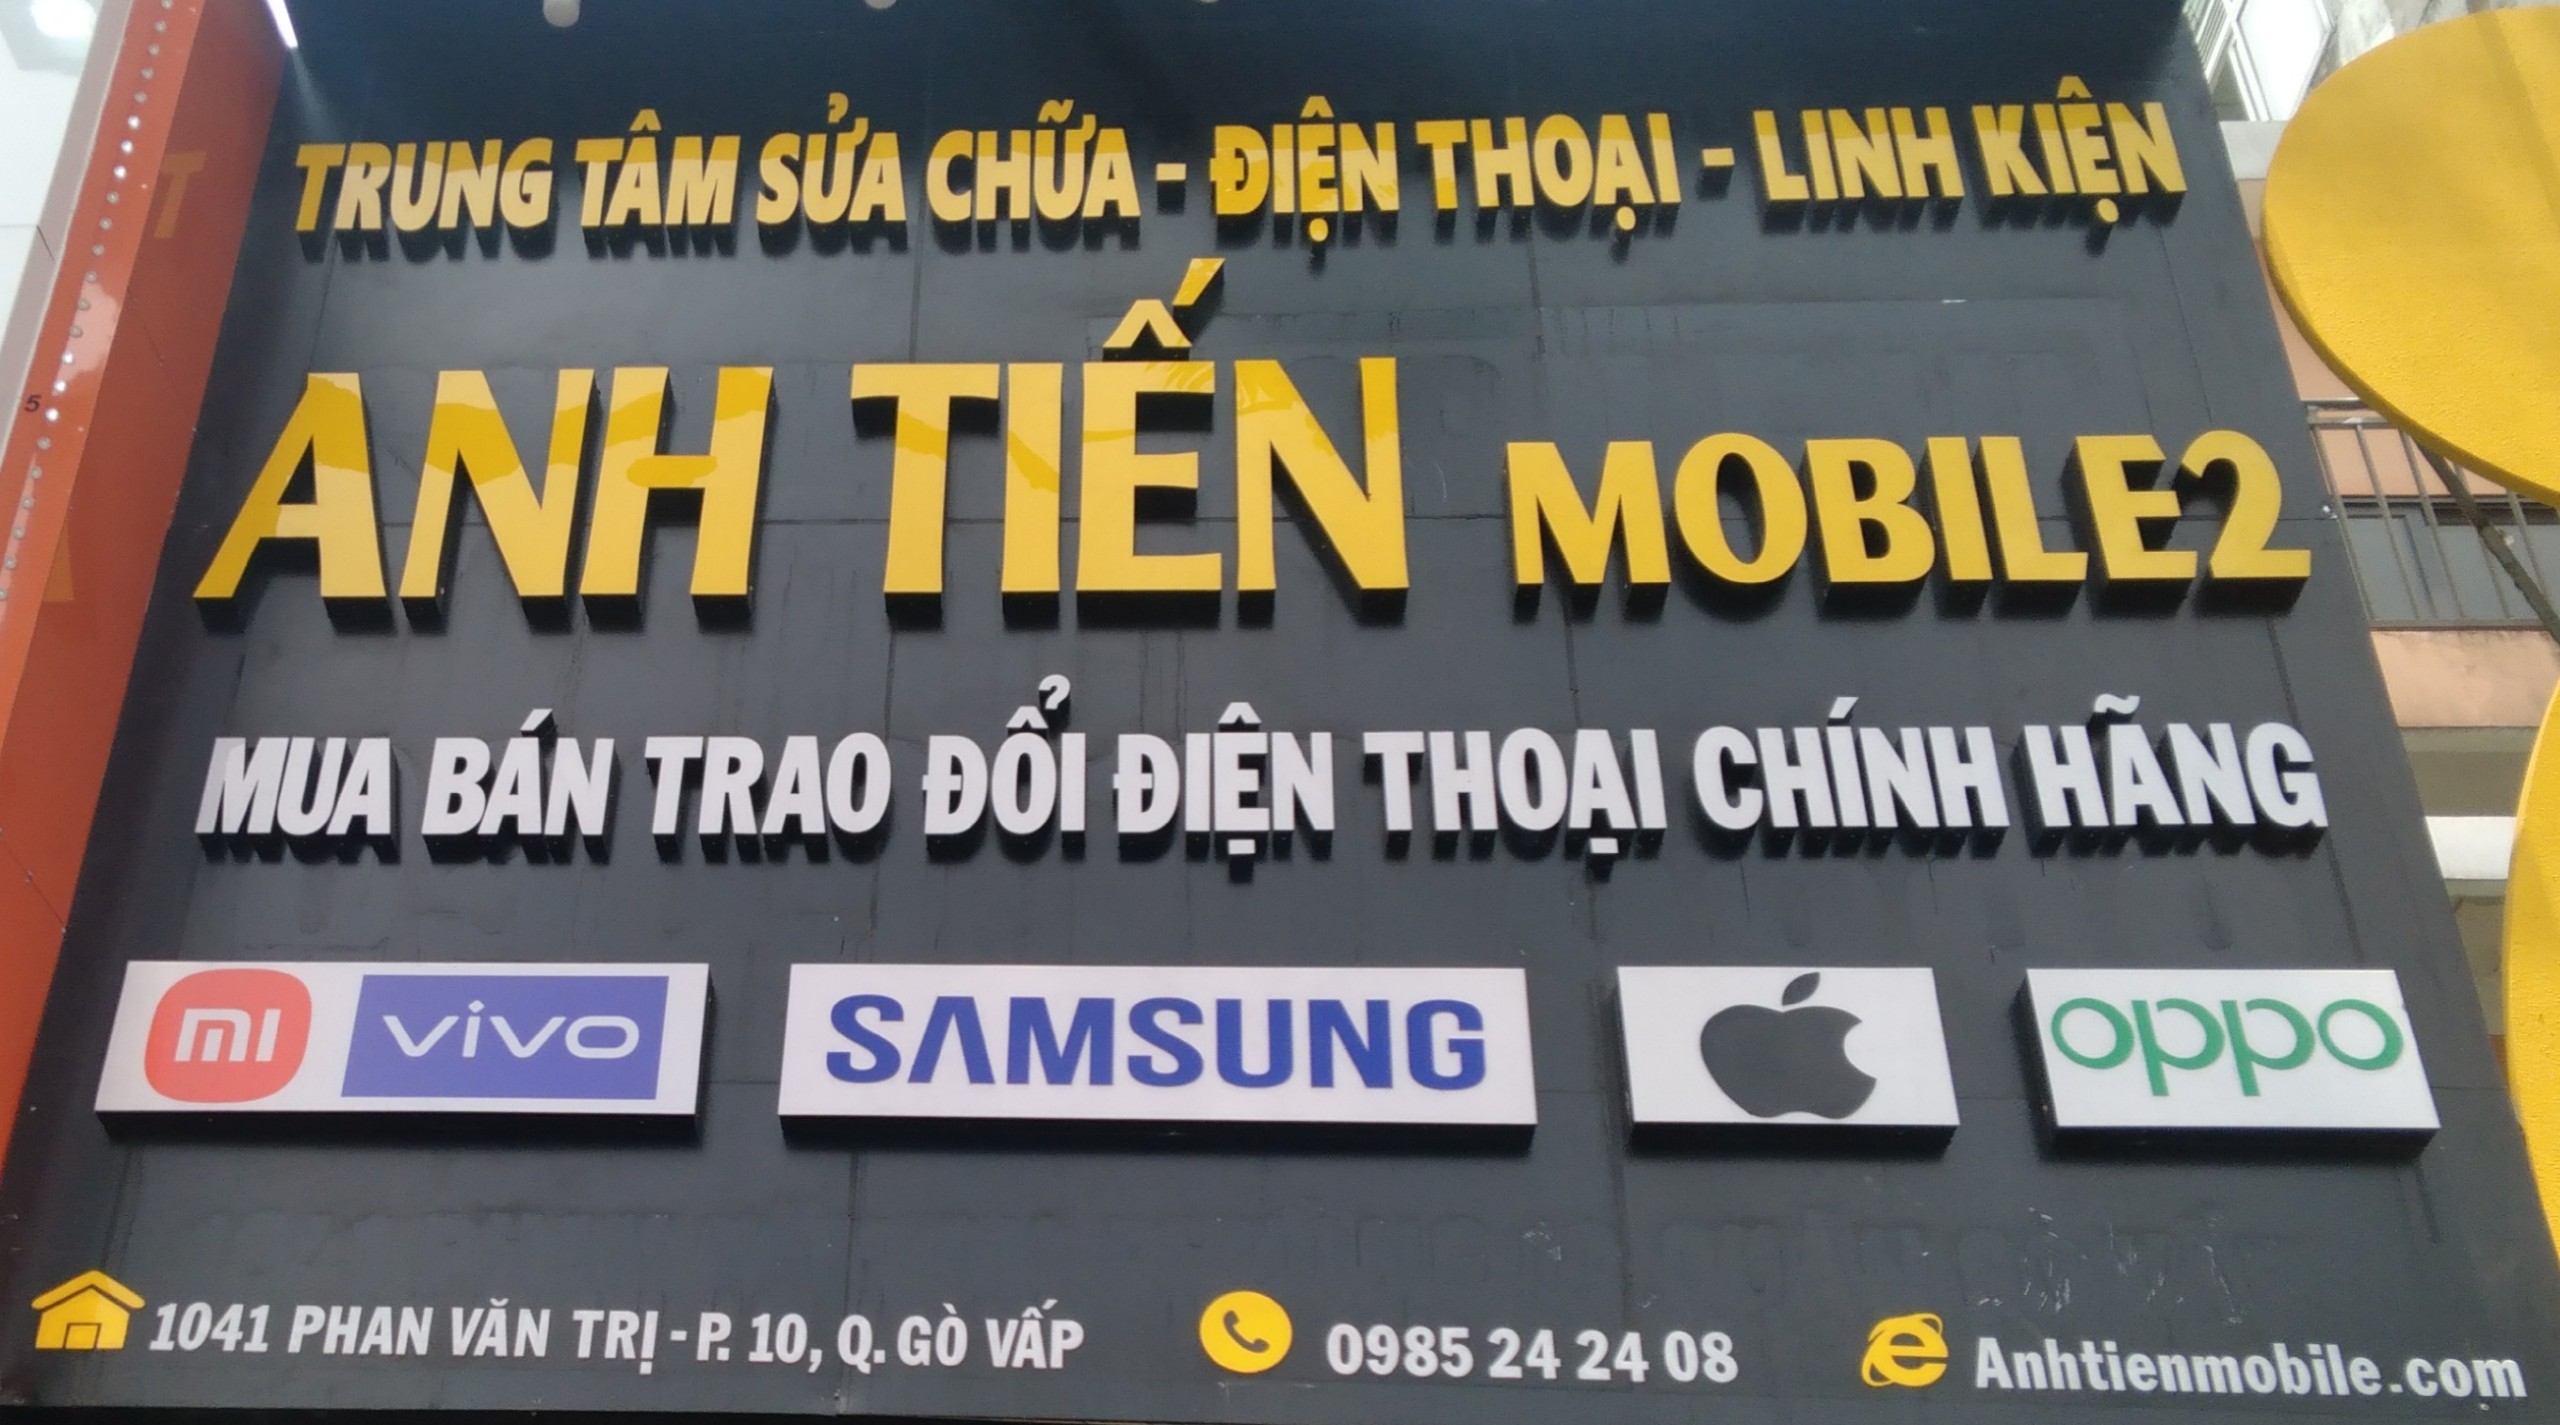 TRUNG TÂM SỬA CHỮA - ĐIỆN THOẠI - LINH KIỆN
ANH TIẾN MOBILE2
MUA BÁN TRAO ĐỔI ĐIỆN THOẠI CHÍNH HÃNG
mi vivo SAMSUNG oppo
1041 PHAN VĂN TRỊ - P. 10, Q. GÒ VẤP 0985 24 24 08 Anhtienmobile.com
5